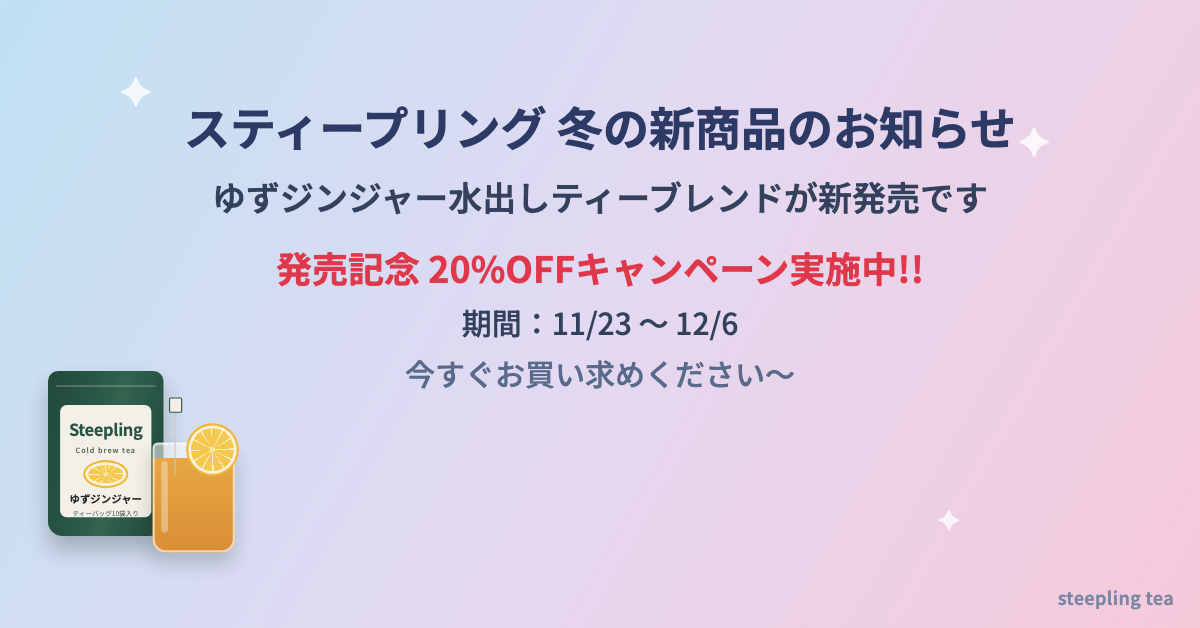 スティープリング 冬の新商品のお知らせ
ゆずジンジャー水出しティーブレンドが新発売です
発売記念 20%OFFキャンペーン実施中!!
期間：11/23 〜 12/6
今すぐお買い求めください〜
Steepling
Cold brew tea
ゆずジンジャー
ティーバッグ10袋入り
steepling tea